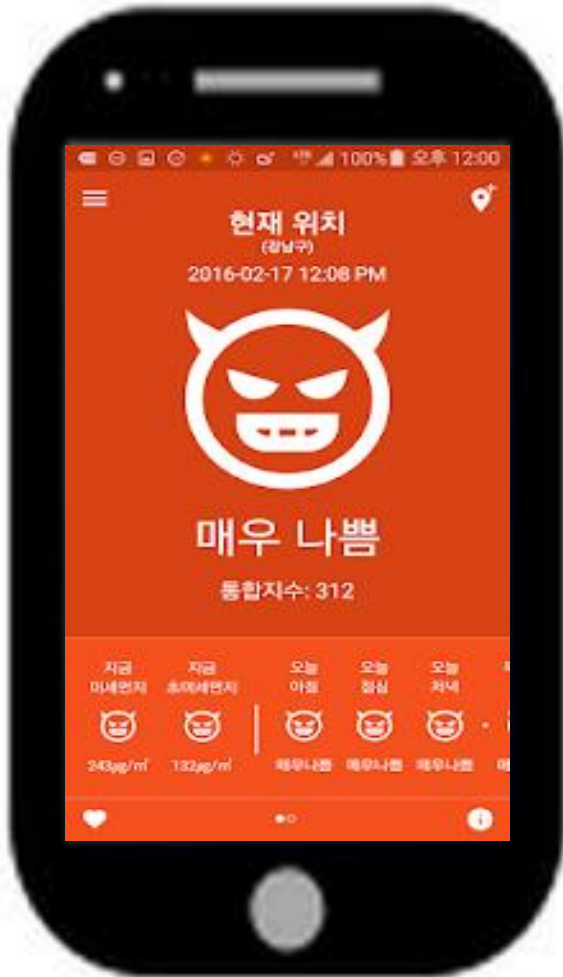 100% 오후 12:00
현재 위치
(강남구)
2016-02-17 12:08 PM
매우 나쁨
통합지수: 312
지금 지금 오늘 오늘 오늘
미세먼지 초미세먼지 아침 점심 저녁
243㎍/㎥ 132㎍/㎥ 매우나쁨 매우나쁨 매우나쁨